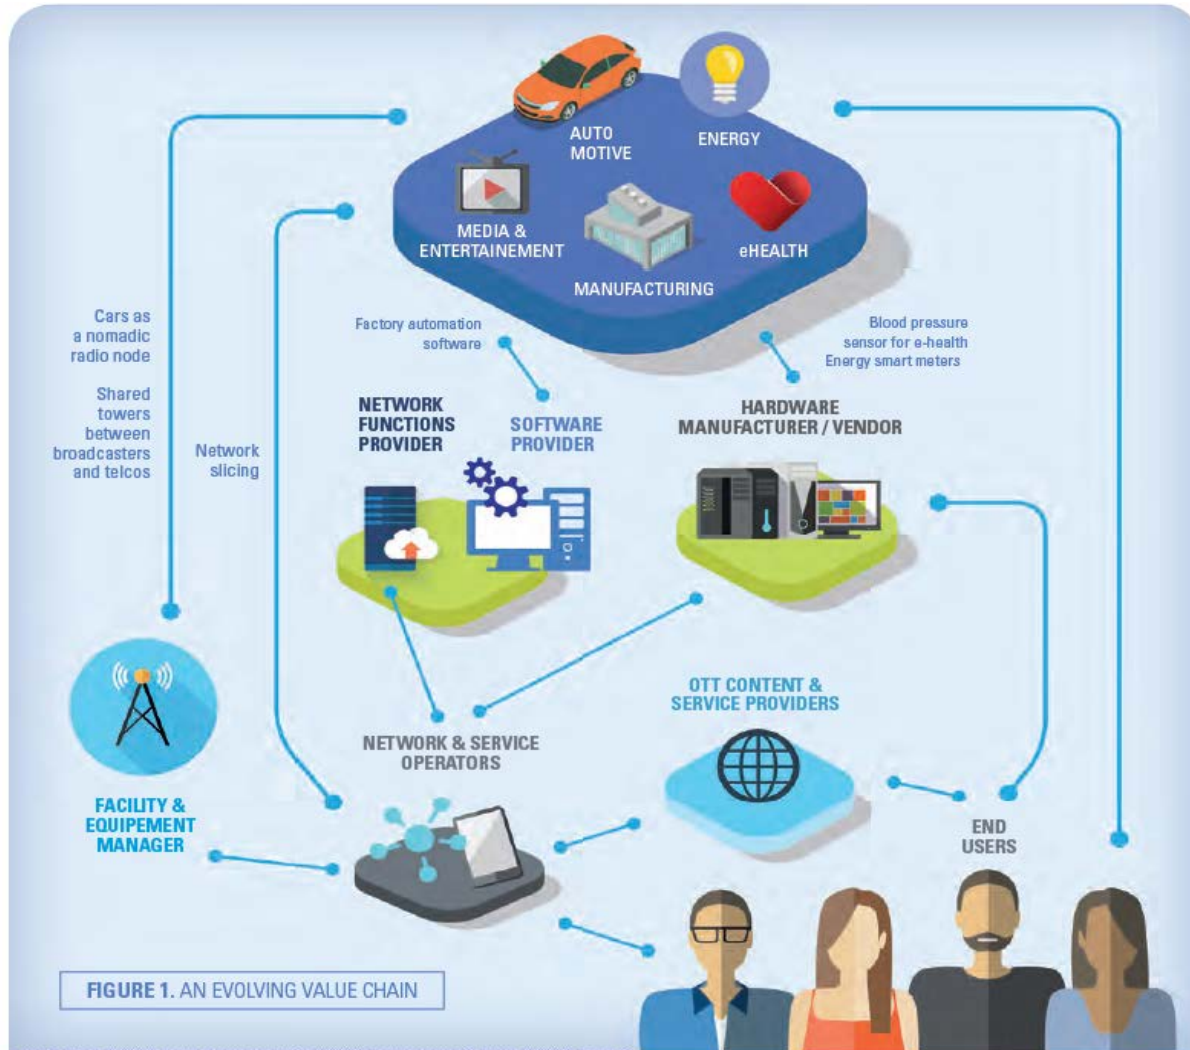 AUTO
MOTIVE
ENERGY
MEDIA &
ENTERTAINEMENT
eHEALTH
MANUFACTURING
Cars as
a nomadic
radio node
Shared
towers
between
broadcasters
and telcos
Network
slicing
Factory automation
software
Blood pressure
sensor for e-health
Energy smart meters
NETWORK
FUNCTIONS
PROVIDER
SOFTWARE
PROVIDER
HARDWARE
MANUFACTURER / VENDOR
OTT CONTENT &
SERVICE PROVIDERS
NETWORK & SERVICE
OPERATORS
FACILITY &
EQUIPEMENT
MANAGER
END
USERS
FIGURE 1. AN EVOLVING VALUE CHAIN